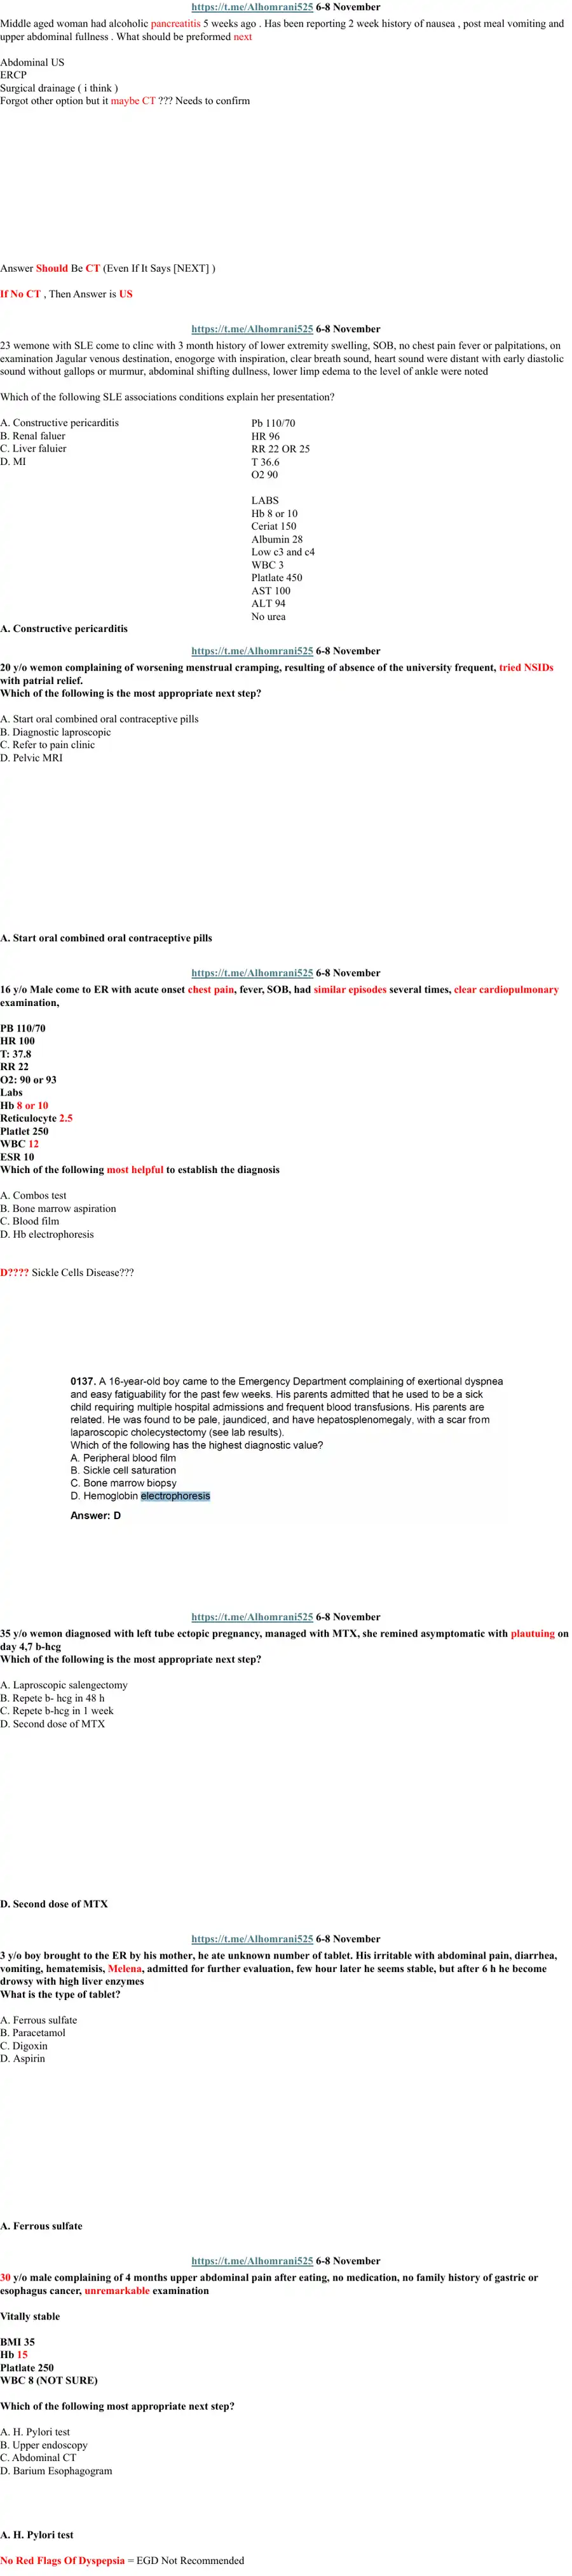 https://t.me/Alhomrani525 6-8 November
Middle aged woman had alcoholic pancreatitis 5 weeks ago . Has been reporting 2 week history of nausea , post meal vomiting and
upper abdominal fullness . What should be preformed next
Abdominal US
ERCP
Surgical drainage ( i think )
Forgot other option but it maybe CT ??? Needs to confirm
Answer Should Be CT (Even If It Says [NEXT] )
If No CT , Then Answer is US
https://t.me/Alhomrani525 6-8 November
23 wemone with SLE come to clinc with 3 month history of lower extremity swelling, SOB, no chest pain fever or palpitations, on
examination Jagular venous destination, enogorge with inspiration, clear breath sound, heart sound were distant with early diastolic
sound without gallops or murmur, abdominal shifting dullness, lower limp edema to the level of ankle were noted
Which of the following SLE associations conditions explain her presentation?
A. Constructive pericarditis
B. Renal faluer
C. Liver faluier
D. MI
Pb 110/70
HR 96
RR 22 OR 25
T 36.6
O2 90
LABS
Hb 8 or 10
Ceriat 150
Albumin 28
Low c3 and c4
WBC 3
Platlate 450
AST 100
ALT 94
No urea
A. Constructive pericarditis
https://t.me/Alhomrani525 6-8 November
20 y/o wemon complaining of worsening menstrual cramping, resulting of absence of the university frequent, tried NSIDs
with patrial relief.
Which of the following is the most appropriate next step?
A. Start oral combined oral contraceptive pills
B. Diagnostic laproscopic
C. Refer to pain clinic
D. Pelvic MRI
A. Start oral combined oral contraceptive pills
https://t.me/Alhomrani525 6-8 November
16 y/o Male come to ER with acute onset chest pain, fever, SOB, had similar episodes several times, clear cardiopulmonary
examination,
PB 110/70
HR 100
T: 37.8
RR 22
O2: 90 or 93
Labs
Hb 8 or 10
Reticulocyte 2.5
Platlet 250
WBC 12
ESR 10
Which of the following most helpful to establish the diagnosis
A. Combos test
B. Bone marrow aspiration
C. Blood film
D. Hb electrophoresis
D???? Sickle Cells Disease???
0137. A 16-year-old boy came to the Emergency Department complaining of exertional dyspnea
and easy fatiguability for the past few weeks. His parents admitted that he used to be a sick
child requiring multiple hospital admissions and frequent blood transfusions. His parents are
related. He was found to be pale, jaundiced, and have hepatosplenomegaly, with a scar from
laparoscopic cholecystectomy (see lab results).
Which of the following has the highest diagnostic value?
A. Peripheral blood film
B. Sickle cell saturation
C. Bone marrow biopsy
D. Hemoglobin electrophoresis
Answer: D
https://t.me/Alhomrani525 6-8 November
35 y/o wemon diagnosed with left tube ectopic pregnancy, managed with MTX, she remined asymptomatic with plautuing on
day 4,7 b-hcg
Which of the following is the most appropriate next step?
A. Laproscopic salengectomy
B. Repete b- hcg in 48 h
C. Repete b-hcg in 1 week
D. Second dose of MTX
D. Second dose of MTX
https://t.me/Alhomrani525 6-8 November
3 y/o boy brought to the ER by his mother, he ate unknown number of tablet. His irritable with abdominal pain, diarrhea,
vomiting, hematemisis, Melena, admitted for further evaluation, few hour later he seems stable, but after 6 h he become
drowsy with high liver enzymes
What is the type of tablet?
A. Ferrous sulfate
B. Paracetamol
C. Digoxin
D. Aspirin
A. Ferrous sulfate
https://t.me/Alhomrani525 6-8 November
30 y/o male complaining of 4 months upper abdominal pain after eating, no medication, no family history of gastric or
esophagus cancer, unremarkable examination
Vitally stable
BMI 35
Hb 15
Platlate 250
WBC 8 (NOT SURE)
Which of the following most appropriate next step?
A. H. Pylori test
B. Upper endoscopy
C. Abdominal CT
D. Barium Esophagogram
A. H. Pylori test
No Red Flags Of Dyspepsia = EGD Not Recommended